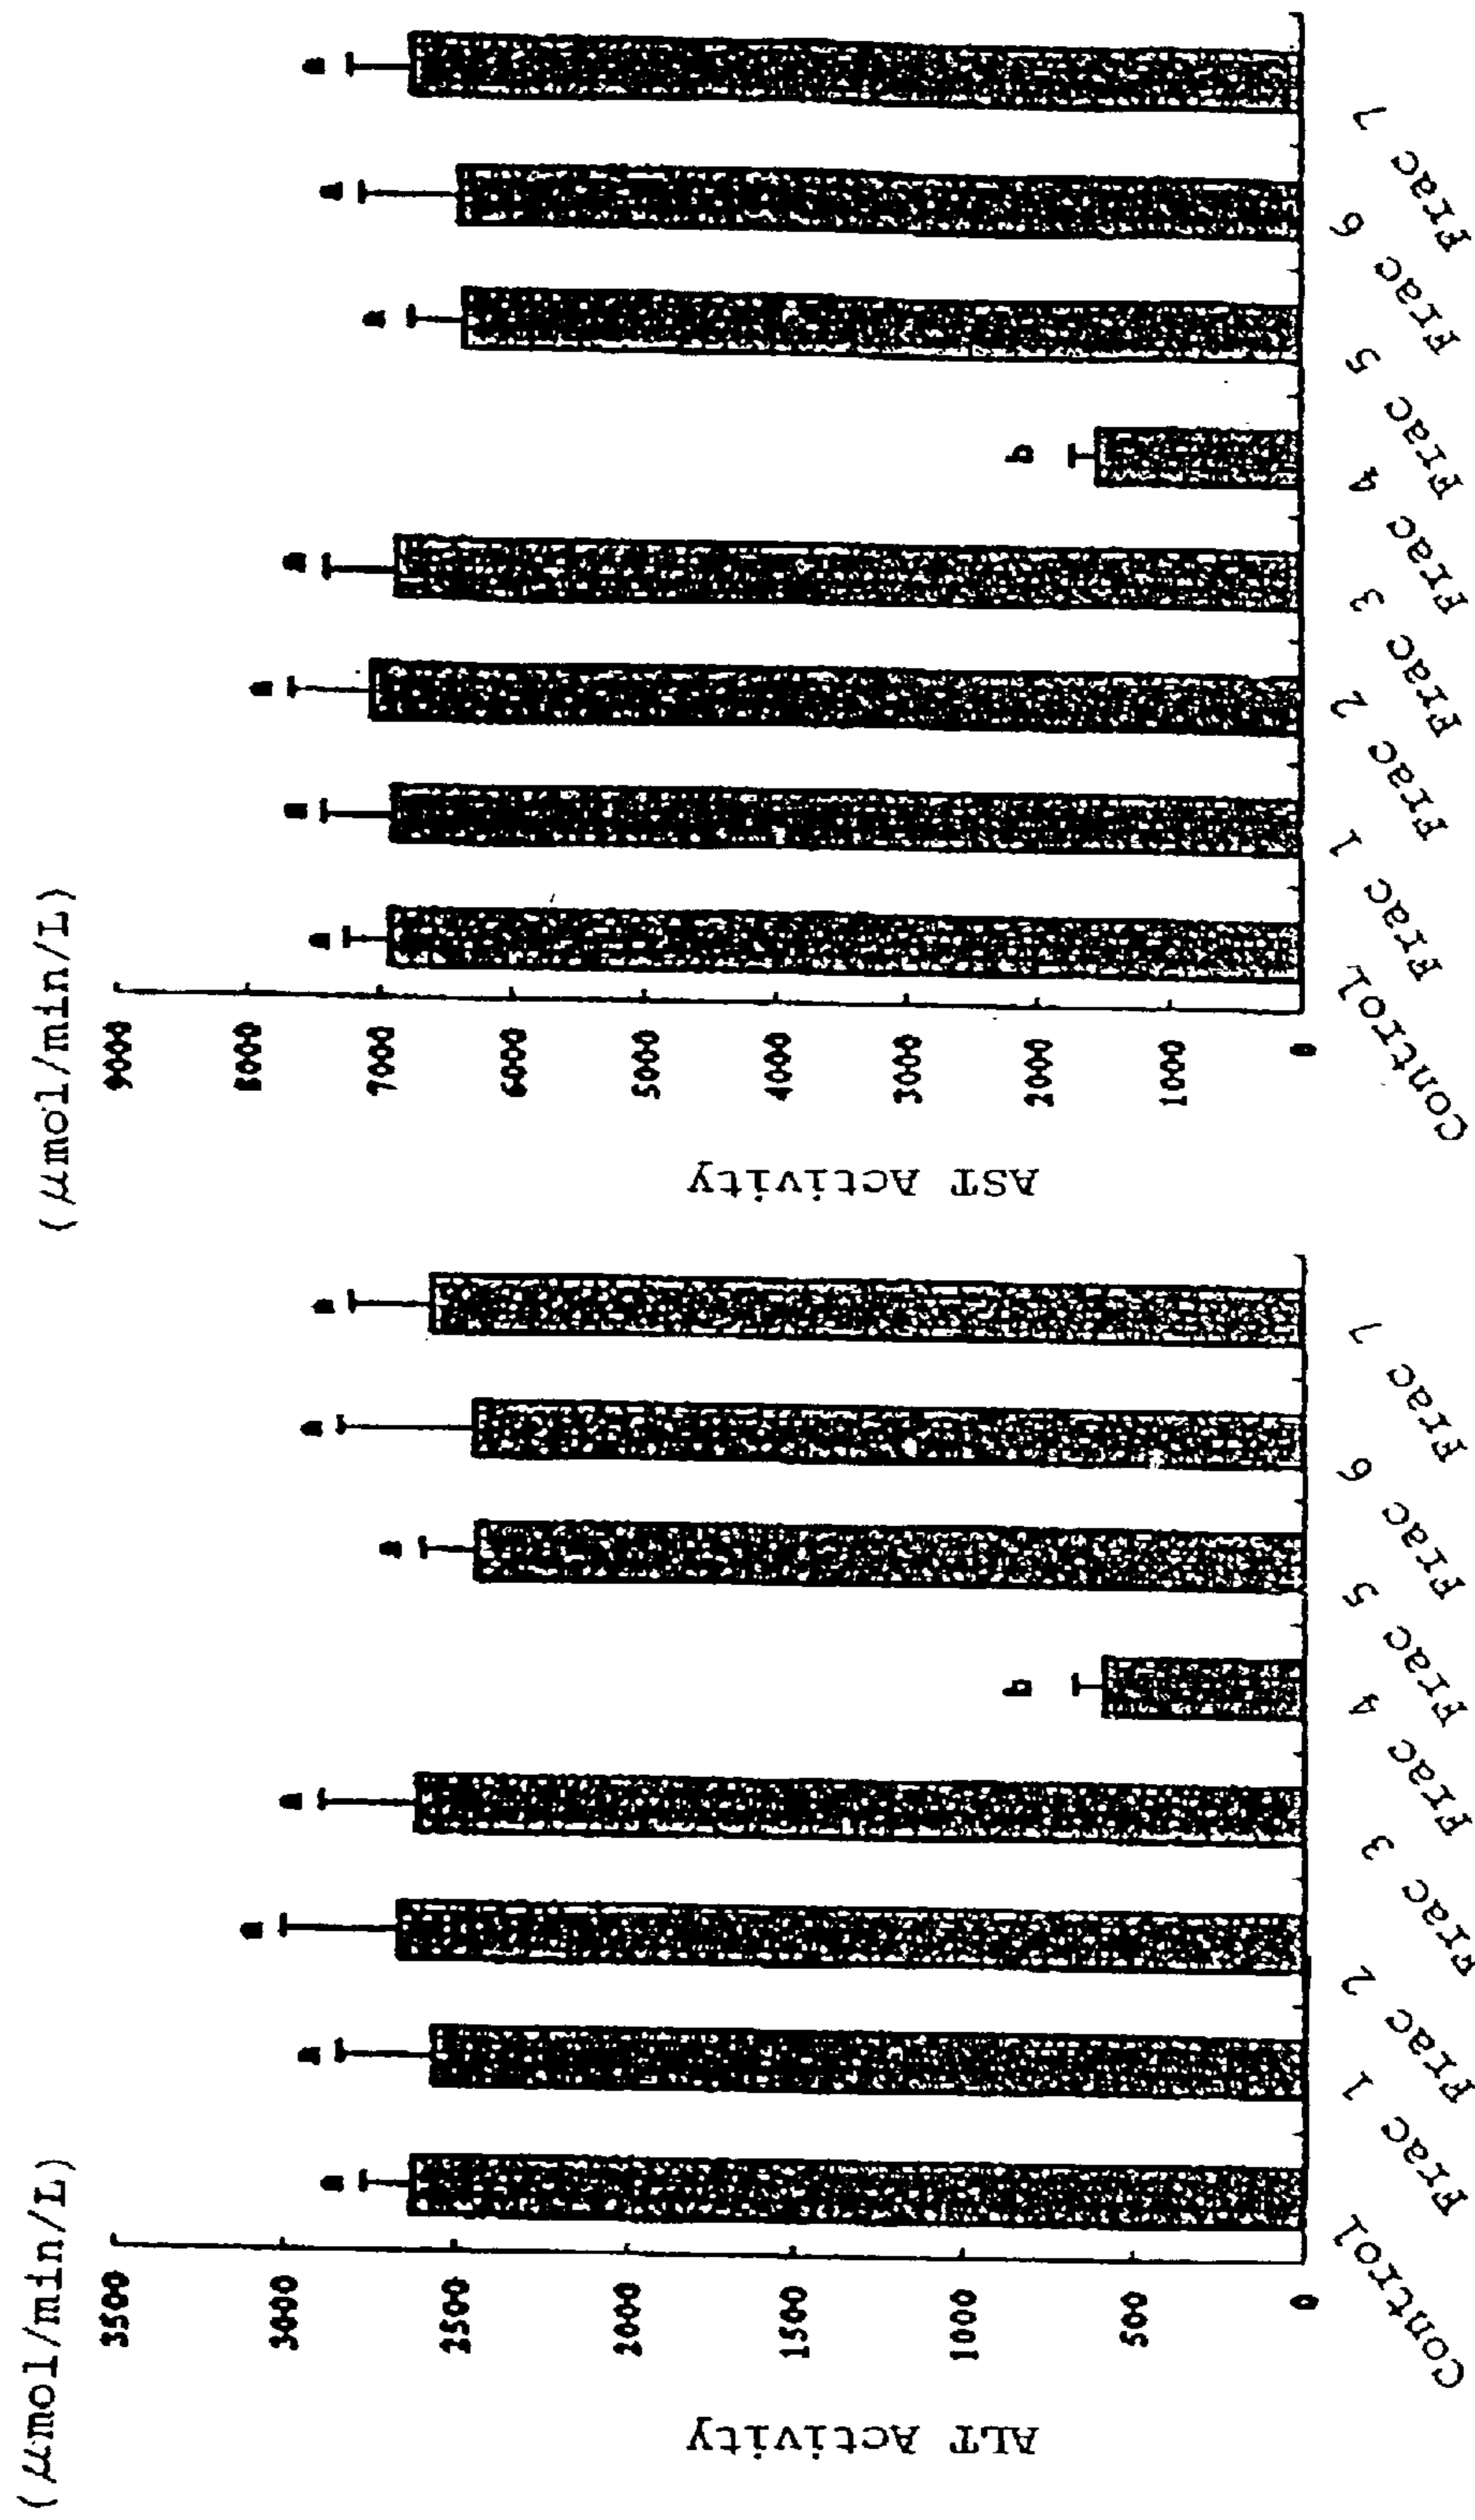 (μmol/min/L)
ALT Activity
3500
3000
2500
2000
1500
1000
500
0
a
a
a
a
b
a
a
a
Control
Frac 1
Frac 2
Frac 3
Frac 4
Frac 5
Frac 6
Frac 7
(μmol/min/L)
AST Activity
9000
8000
7000
6000
5000
4000
3000
2000
1000
0
a
a
a
a
b
a
a
a
Control
Frac 1
Frac 2
Frac 3
Frac 4
Frac 5
Frac 6
Frac 7